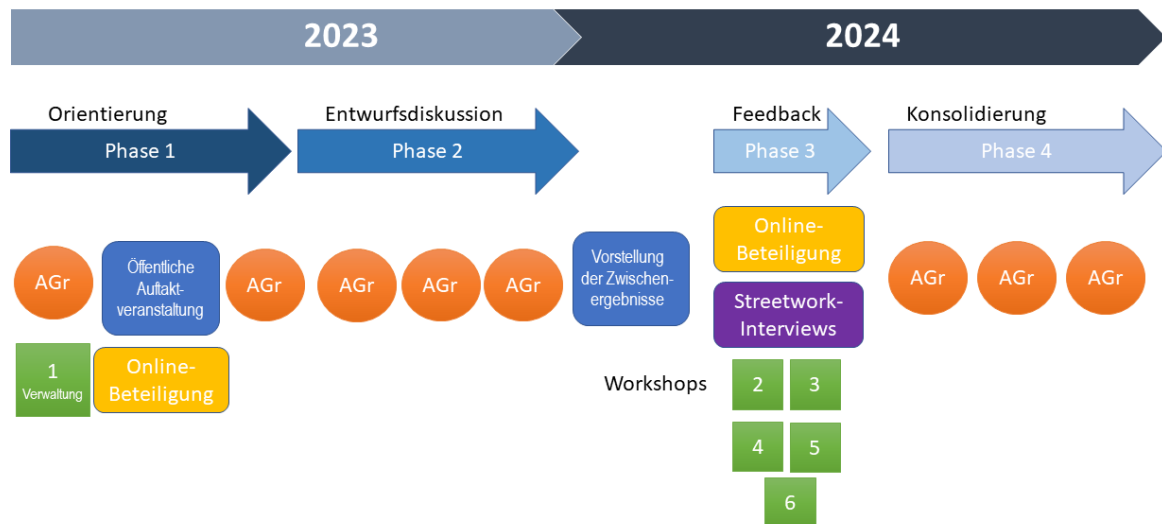 2023
2024
Orientierung
Entwurfsdiskussion
Feedback
Konsolidierung
Phase 1
Phase 2
Phase 3
Phase 4
AGr
Öffentliche
Auftakt-
veranstaltung
AGr
AGr
AGr
AGr
Vorstellung
der Zwischen-
ergebnisse
Online-
Beteiligung
Streetwork-
Interviews
AGr
AGr
AGr
1
Verwaltung
Online-
Beteiligung
Workshops
2
3
4
5
6